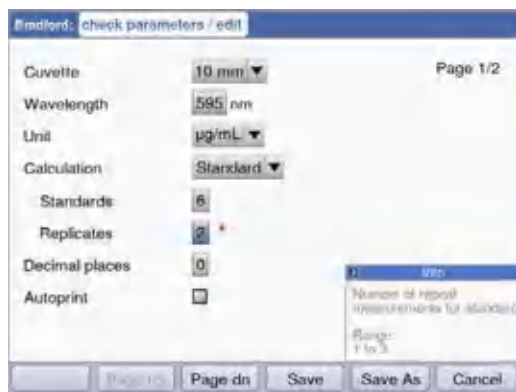 Bradford: check parameters / edit
Cuvette 10 mm ▼ Page 1/2
Wavelength 595 nm
Unit µg/mL ▼
Calculation Standard ▼
Standards 6
Replicates 2 *
Decimal places 0
Autoprint
Info
Number of repeat
measurements for standard
Range:
1 to 3
Page up Page dn Save Save As Cancel